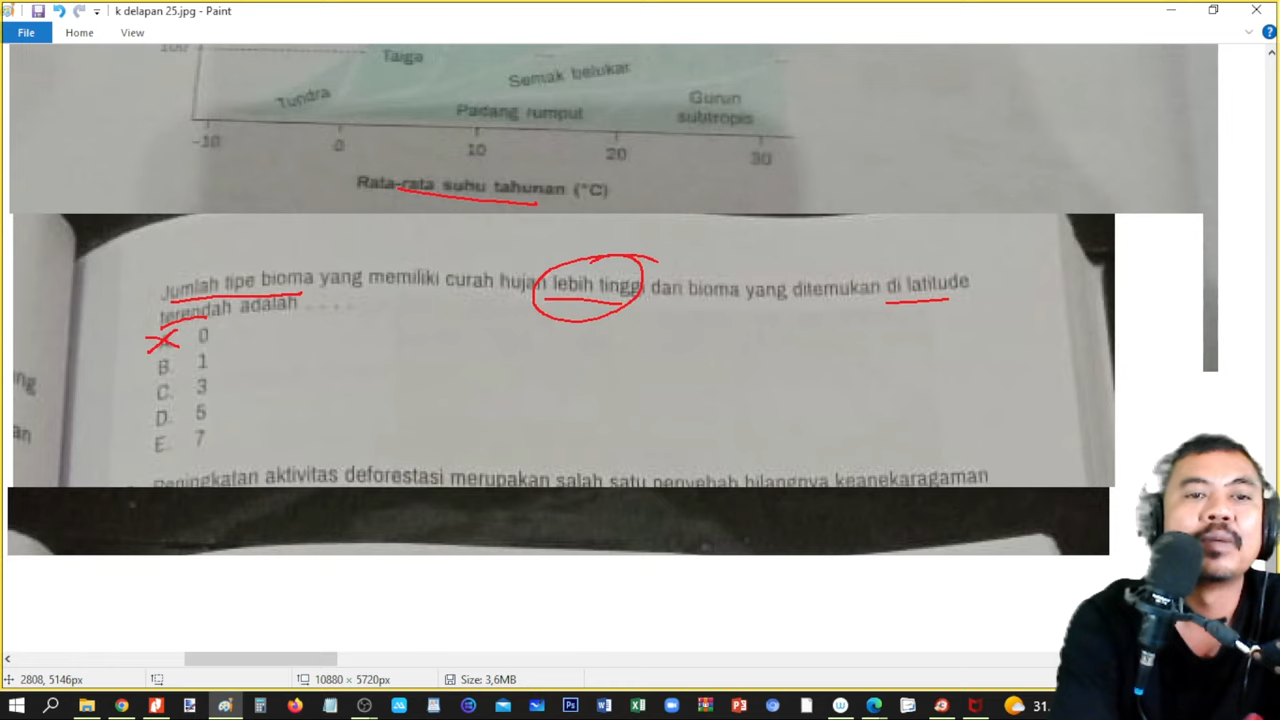 k delapan 25.jpg - Paint
File Home View
Taiga
Semak belukar
Tundra
Padang rumput
Gurun
subtropis
-10 0 10 20 30
Rata-rata suhu tahunan (°C)
Jumlah tipe bioma yang memiliki curah hujan lebih tinggi dan bioma yang ditemukan di latitude
terendah adalah . . . .
0
B. 1
C. 3
D. 5
E. 7
ng
an
Peningkatan aktivitas deforestasi merupakan salah satu penyebab hilangnya keanekaragaman
2808, 5146px 10880 × 5720px Size: 3,6MB
31.